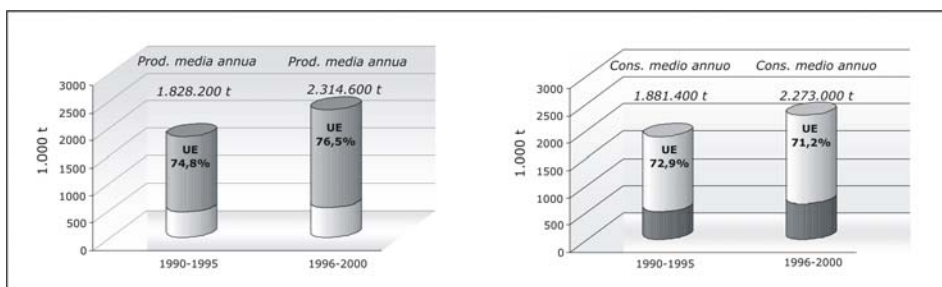 Prod. media annua Prod. media annua
1.828.200 t 2.314.600 t
3000
2500
2000
1500
1000
500
0
1.000 t
UE
74,8%
UE
76,5%
1990-1995 1996-2000
Cons. medio annuo Cons. medio annuo
1.881.400 t 2.273.000 t
3000
2500
2000
1500
1000
500
0
1.000 t
UE
72,9%
UE
71,2%
1990-1995 1996-2000